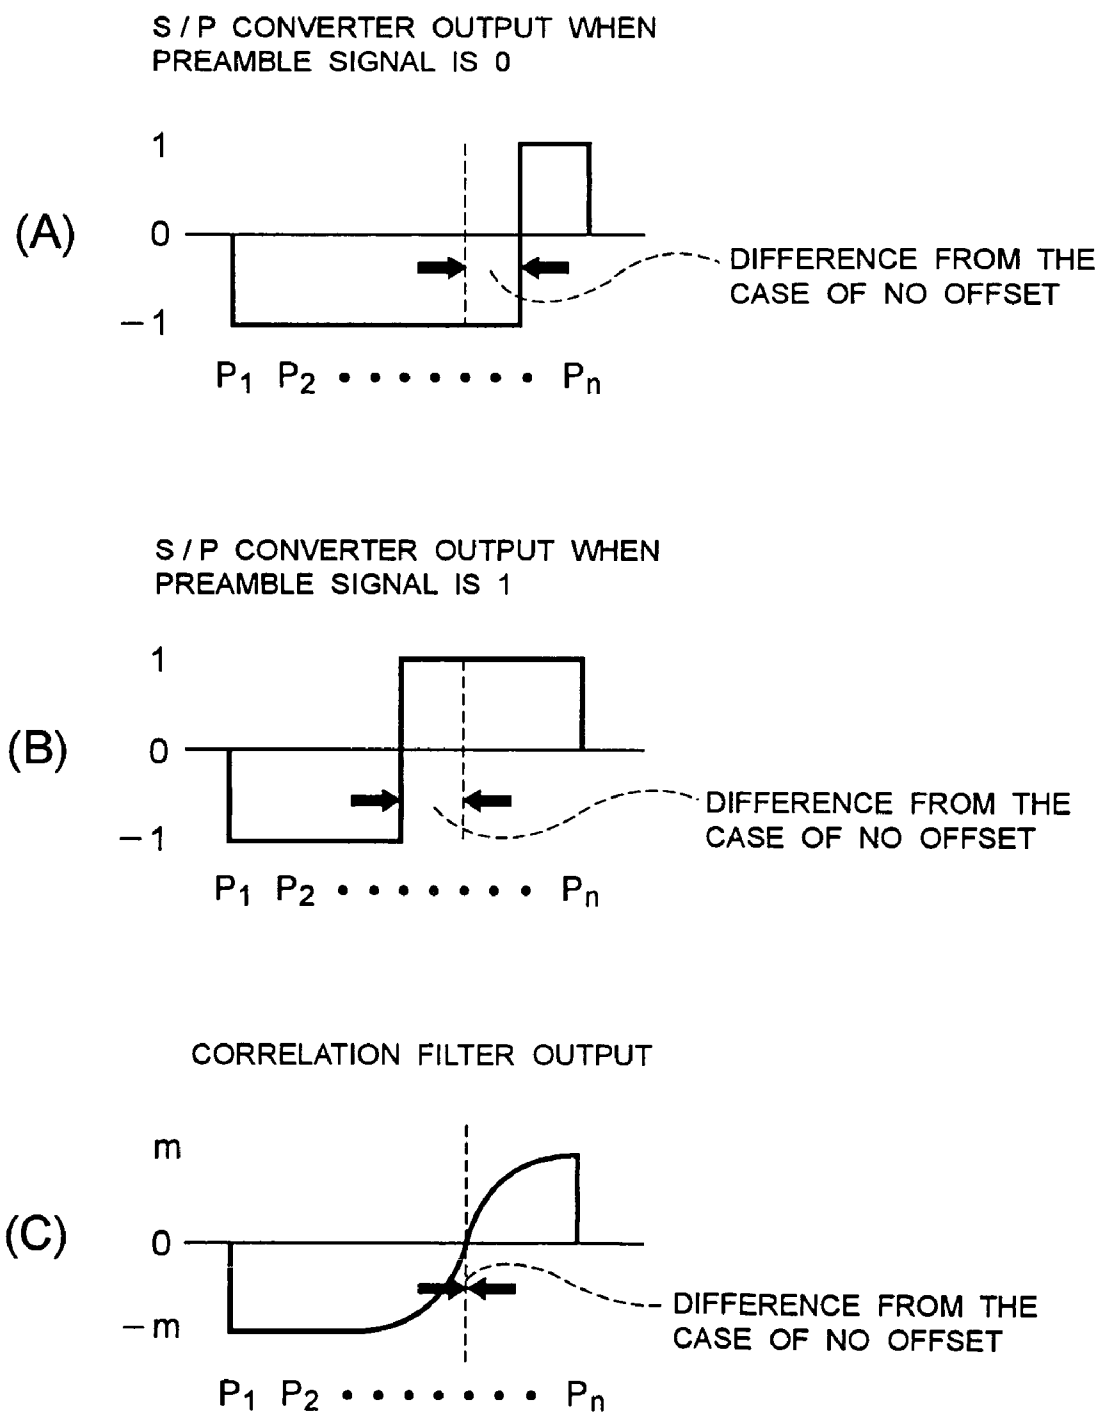 S / P CONVERTER OUTPUT WHEN
PREAMBLE SIGNAL IS 0
(A)
1
0
−1
DIFFERENCE FROM THE
CASE OF NO OFFSET
P1 P2 • • • • • • • Pn
S / P CONVERTER OUTPUT WHEN
PREAMBLE SIGNAL IS 1
(B)
1
0
−1
DIFFERENCE FROM THE
CASE OF NO OFFSET
P1 P2 • • • • • • • Pn
CORRELATION FILTER OUTPUT
(C)
m
0
−m
DIFFERENCE FROM THE
CASE OF NO OFFSET
P1 P2 • • • • • • • Pn